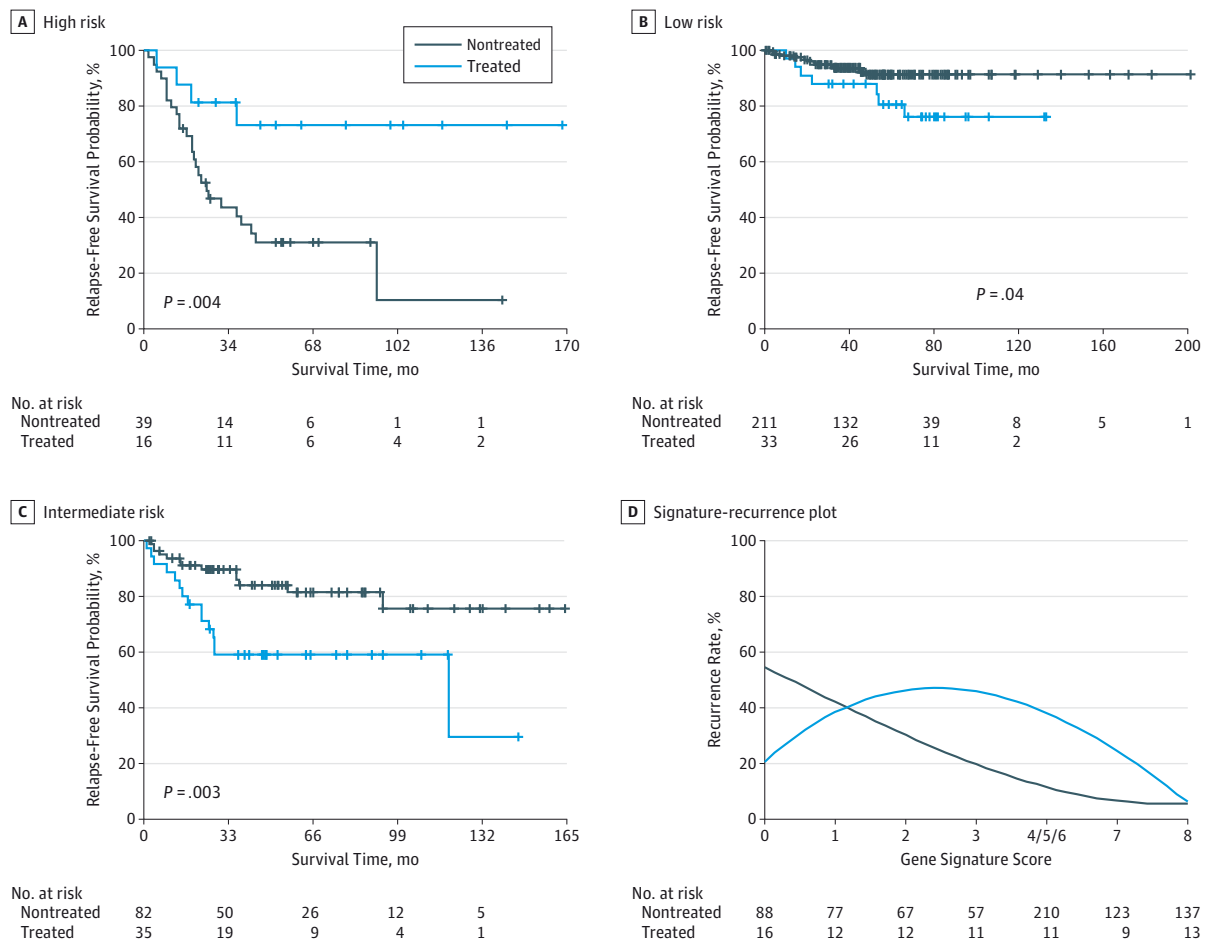 A High risk
100
80
60
40
20
0
Relapse-Free Survival Probability, %
Nontreated
Treated
P = .004
0 34 68 102 136 170
Survival Time, mo
No. at risk
Nontreated 39 14 6 1 1
Treated 16 11 6 4 2
B Low risk
100
80
60
40
20
0
Relapse-Free Survival Probability, %
P = .04
0 40 80 120 160 200
Survival Time, mo
No. at risk
Nontreated 211 132 39 8 5 1
Treated 33 26 11 2
C Intermediate risk
100
80
60
40
20
0
Relapse-Free Survival Probability, %
P = .003
0 33 66 99 132 165
Survival Time, mo
No. at risk
Nontreated 82 50 26 12 5
Treated 35 19 9 4 1
D Signature-recurrence plot
100
80
60
40
20
0
Recurrence Rate, %
0 1 2 3 4/5/6 7 8
Gene Signature Score
No. at risk
Nontreated 88 77 67 57 210 123 137
Treated 16 12 12 11 11 9 13